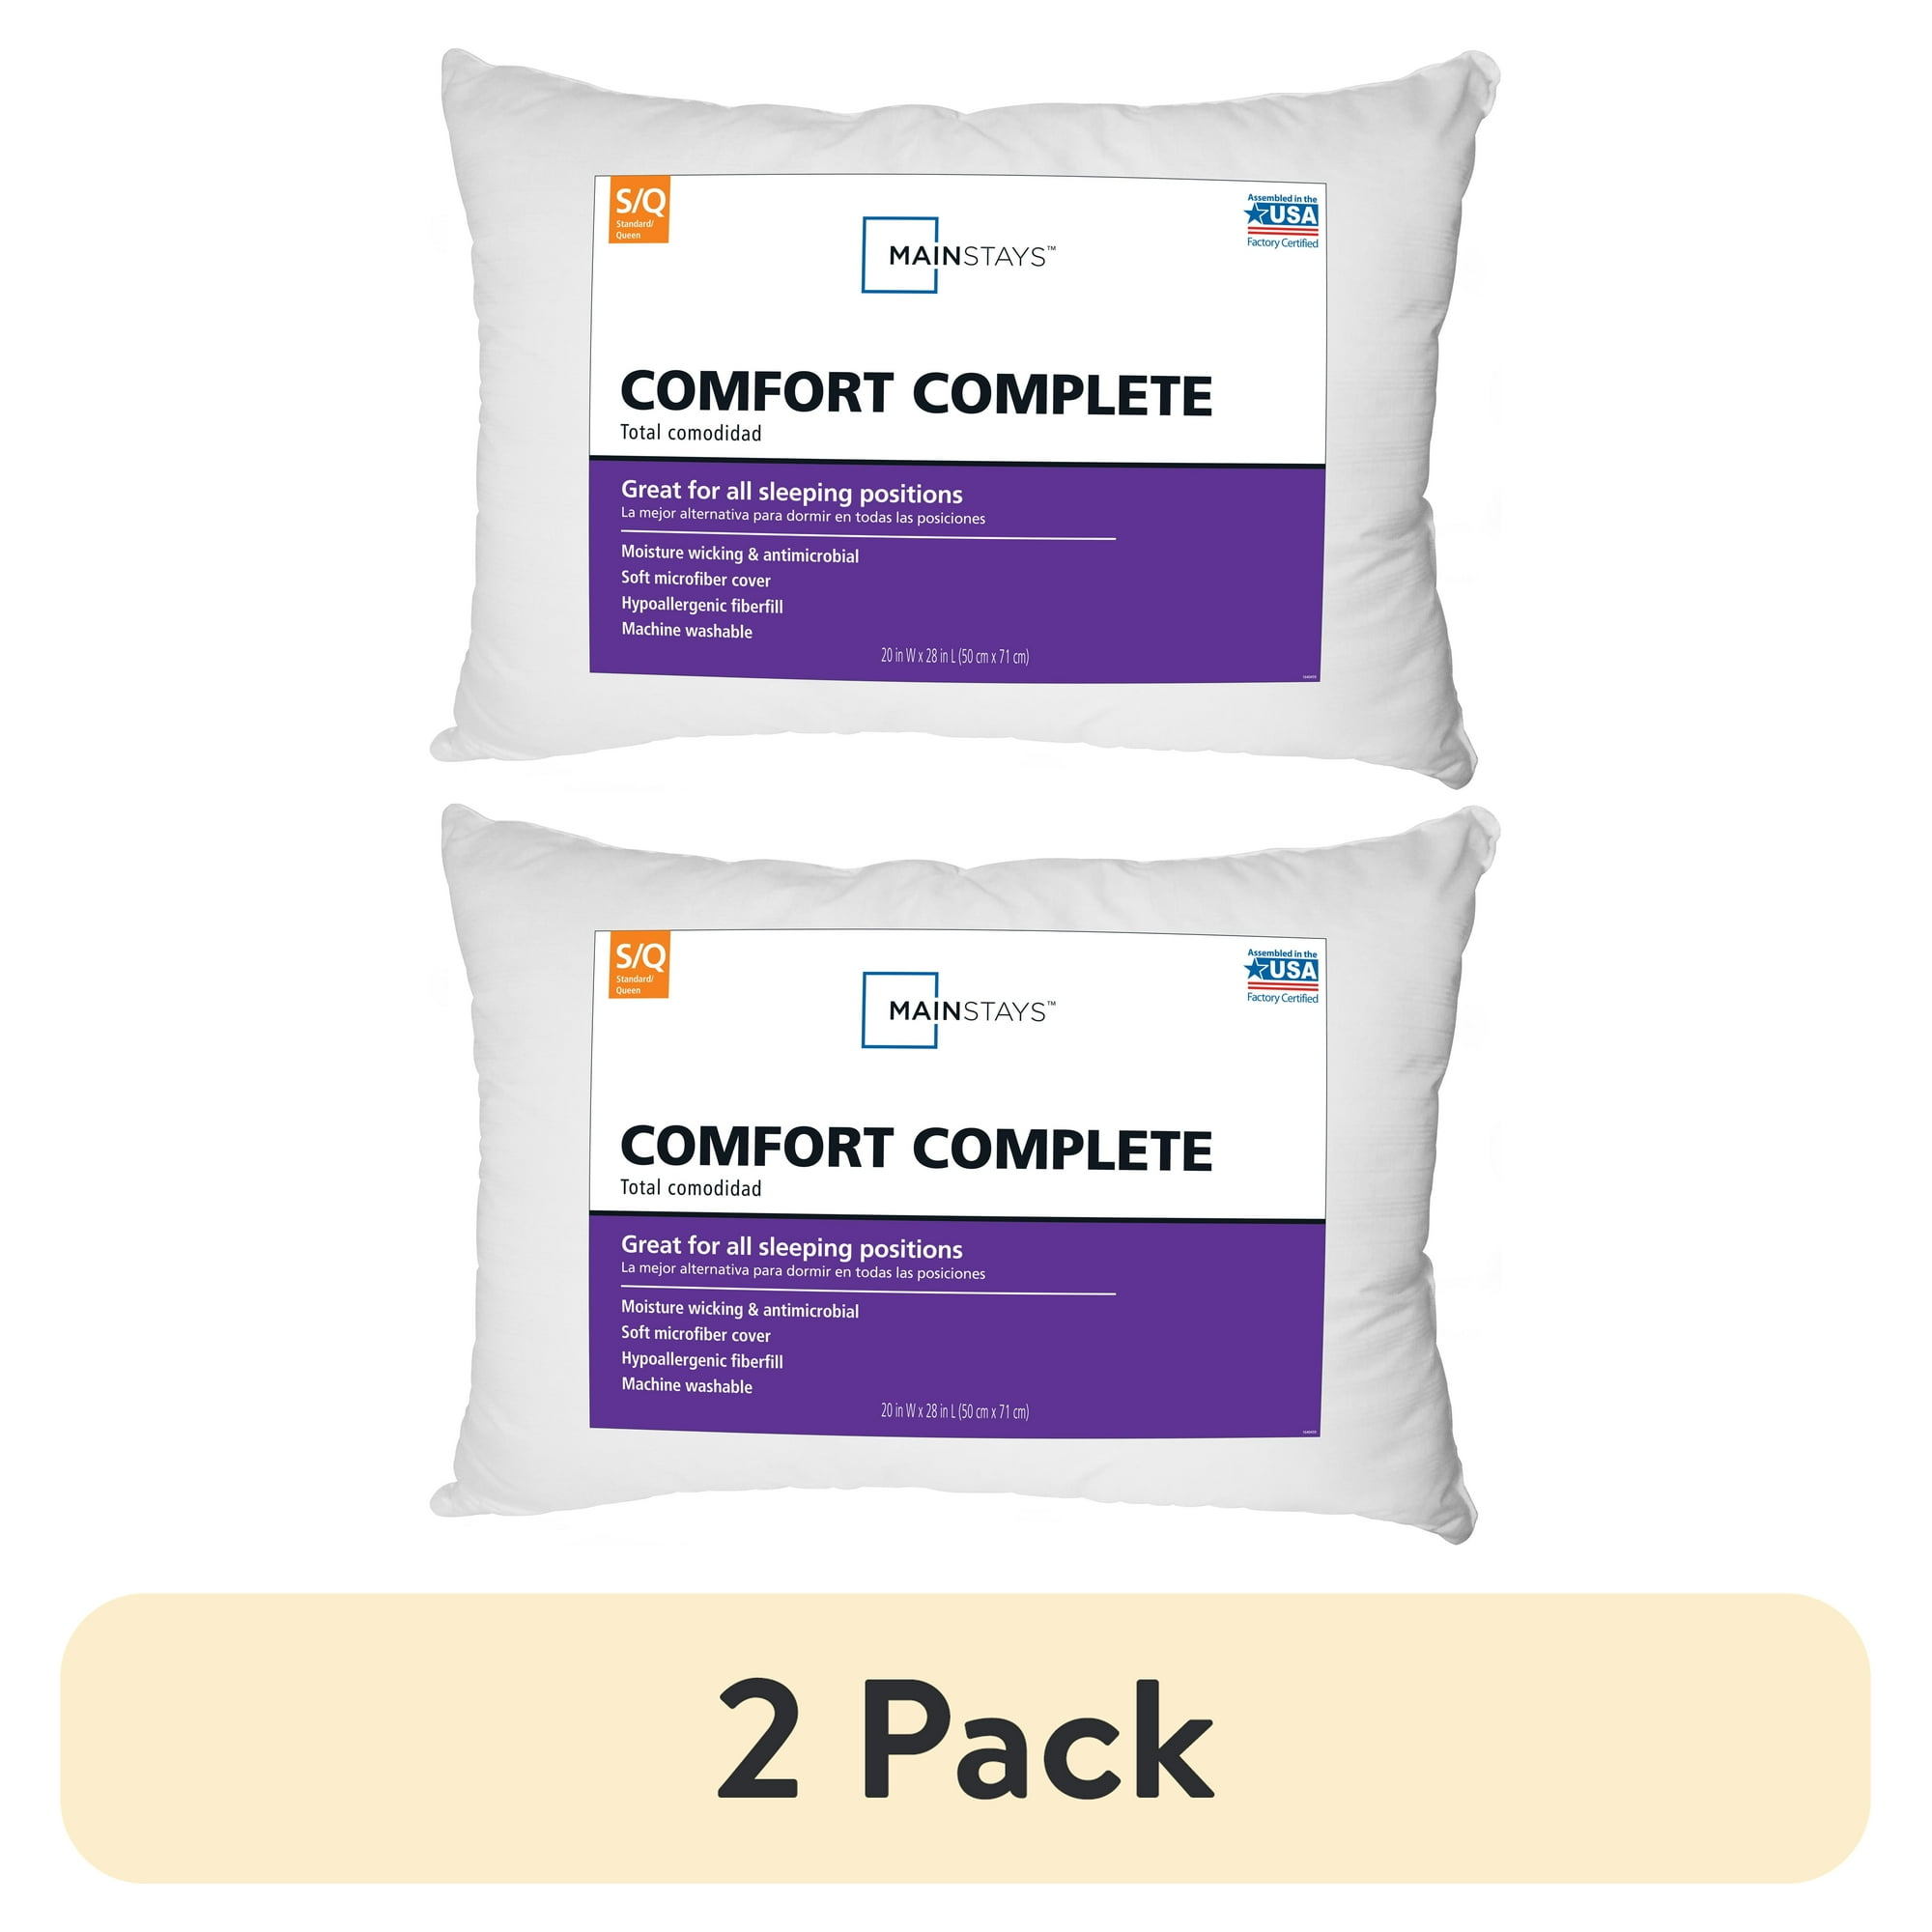 S/Q
Standard/
Queen
Assembled in the
USA
Factory Certified
MAINSTAYS™
COMFORT COMPLETE
Total comodidad
Great for all sleeping positions
La mejor alternativa para dormir en todas las posiciones
Moisture wicking & antimicrobial
Soft microfiber cover
Hypoallergenic fiberfill
Machine washable
20 in W x 28 in L (50 cm x 71 cm)
S/Q
Standard/
Queen
Assembled in the
USA
Factory Certified
MAINSTAYS™
COMFORT COMPLETE
Total comodidad
Great for all sleeping positions
La mejor alternativa para dormir en todas las posiciones
Moisture wicking & antimicrobial
Soft microfiber cover
Hypoallergenic fiberfill
Machine washable
20 in W x 28 in L (50 cm x 71 cm)
2 Pack